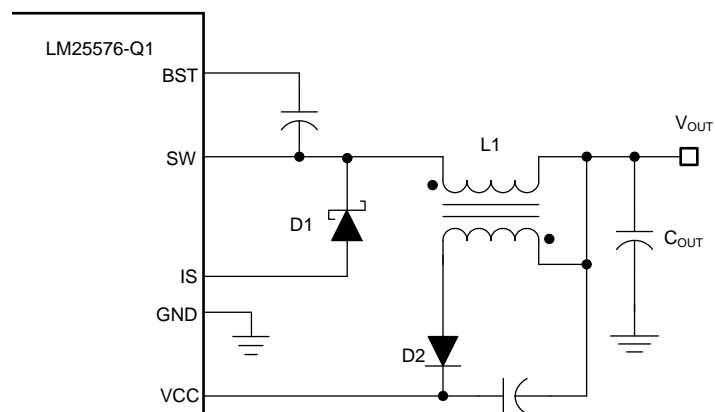 LM25576-Q1
BST
SW
L1
VOUT
D1
COUT
IS
GND
D2
VCC